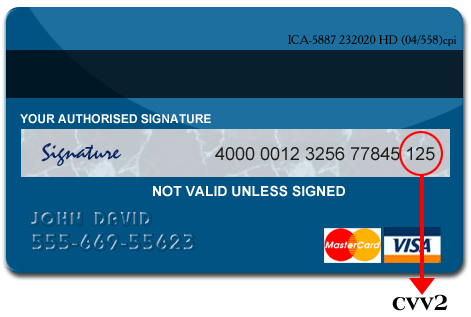 ICA-5887 232020 HD (04/558)cpi
YOUR AUTHORISED SIGNATURE
Signature 4000 0012 3256 77845 125
NOT VALID UNLESS SIGNED
JOHN DAVID
555-667-55623
MasterCard VISA
cvv2